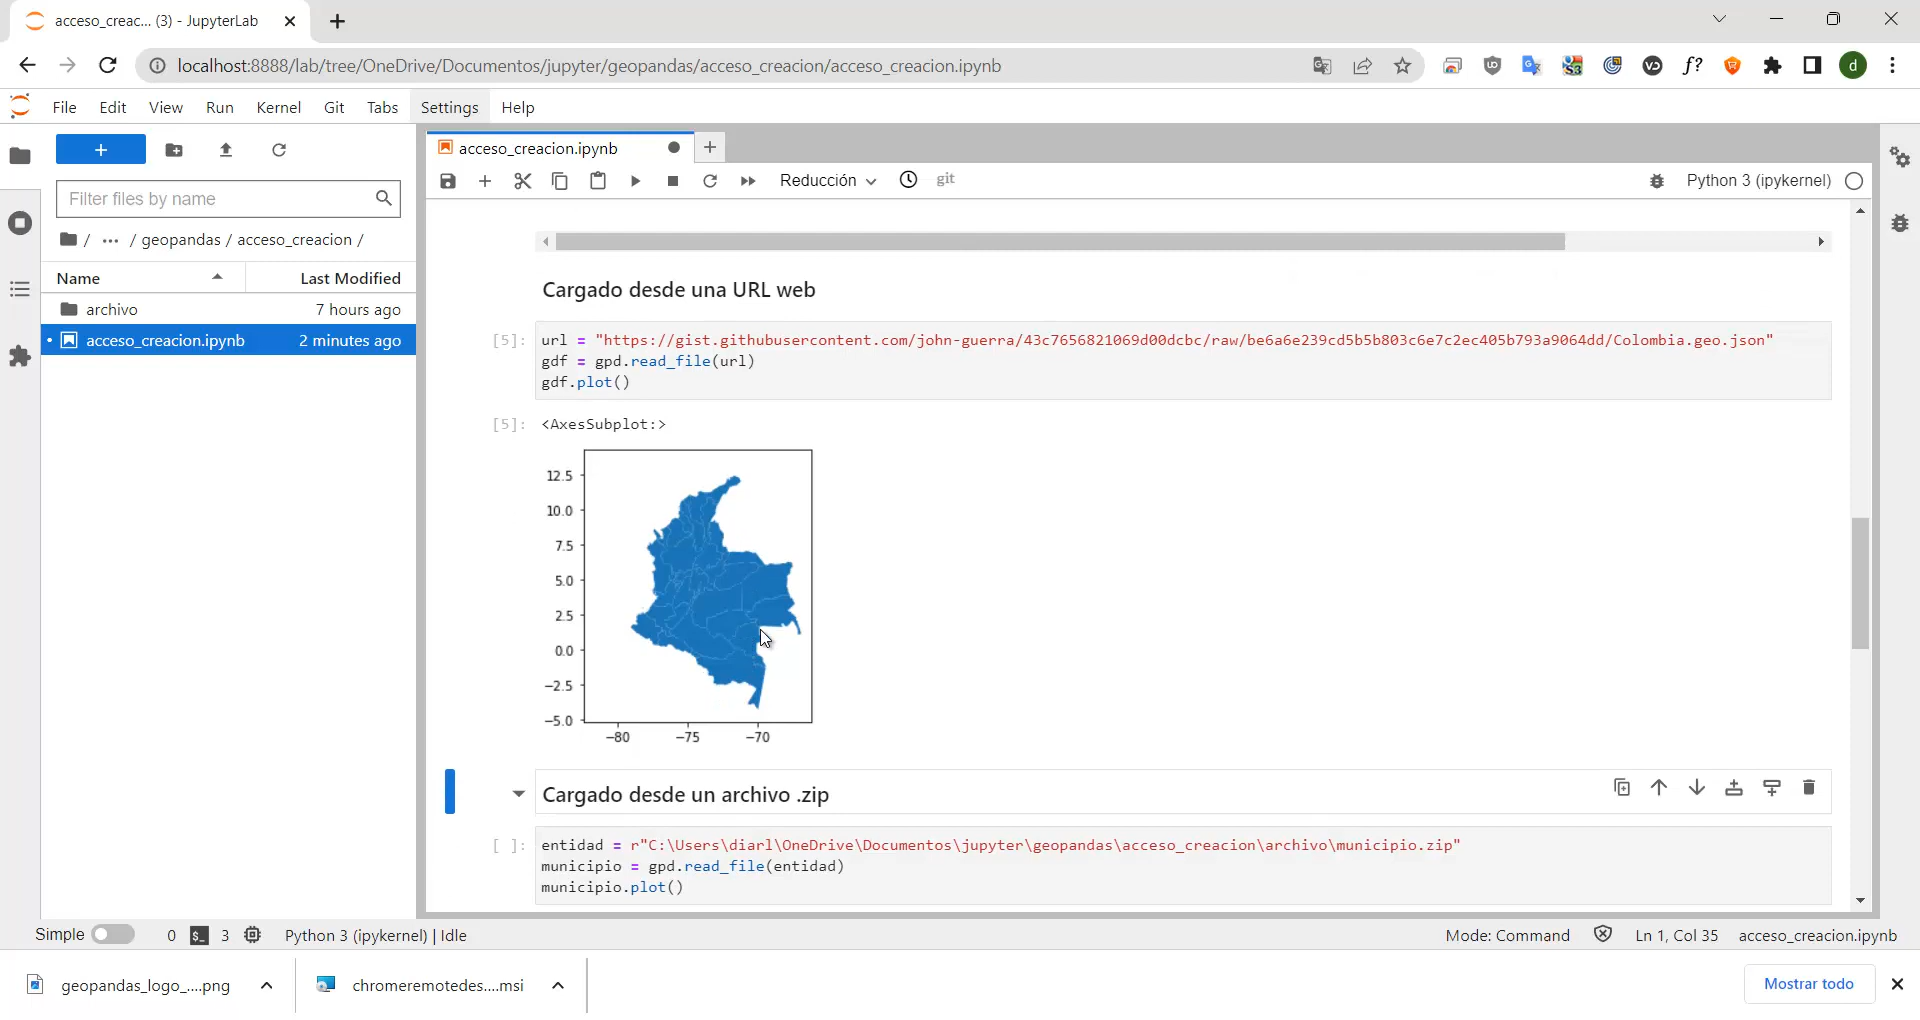 acceso_creac... (3) - JupyterLab
localhost:8888/lab/tree/OneDrive/Documentos/jupyter/geopandas/acceso_creacion/acceso_creacion.ipynb
f?
d
File Edit View Run Kernel Git Tabs Settings Help
acceso_creacion.ipynb
Filter files by name
Reducción
git
Python 3 (ipykernel)
/ ... / geopandas / acceso_creacion /
Name Last Modified
archivo 7 hours ago
acceso_creacion.ipynb 2 minutes ago
Cargado desde una URL web
[5]: url = "https://gist.githubusercontent.com/john-guerra/43c7656821069d00dcbc/raw/be6a6e239cd5b5b803c6e7c2ec405b793a9064dd/Colombia.geo.json"
gdf = gpd.read_file(url)
gdf.plot()
[5]: <AxesSubplot:>
12.5
10.0
7.5
5.0
2.5
0.0
−2.5
−5.0
−80 −75 −70
Cargado desde un archivo .zip
[ ]: entidad = r"C:\Users\diarl\OneDrive\Documentos\jupyter\geopandas\acceso_creacion\archivo\municipio.zip"
municipio = gpd.read_file(entidad)
municipio.plot()
Simple 0 3 Python 3 (ipykernel) | Idle Mode: Command Ln 1, Col 35 acceso_creacion.ipynb
geopandas_logo_....png chromeremotedes....msi Mostrar todo